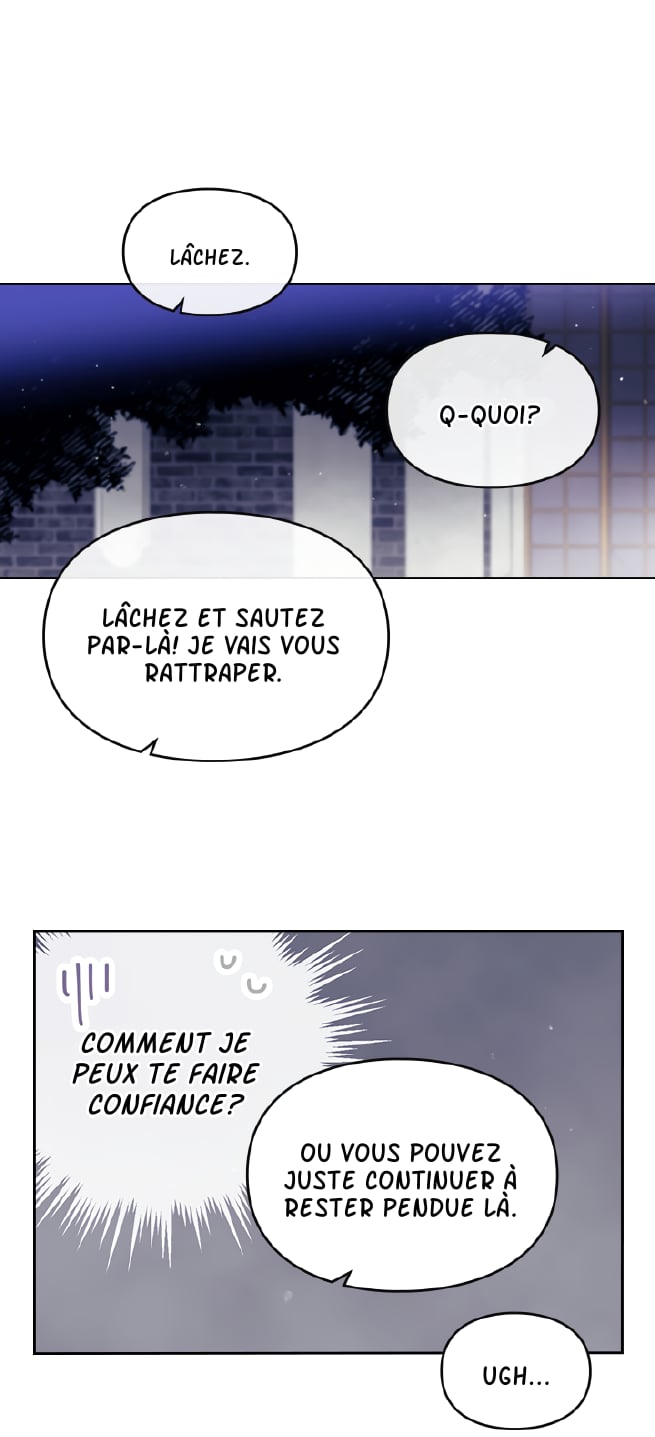 LÂCHEZ.
Q-QUOI?
LÂCHEZ ET SAUTEZ
PAR-LÀ! JE VAIS VOUS
RATTRAPER.
COMMENT JE
PEUX TE FAIRE
CONFIANCE?
OU VOUS POUVEZ
JUSTE CONTINUER À
RESTER PENDUE LÀ.
UGH...